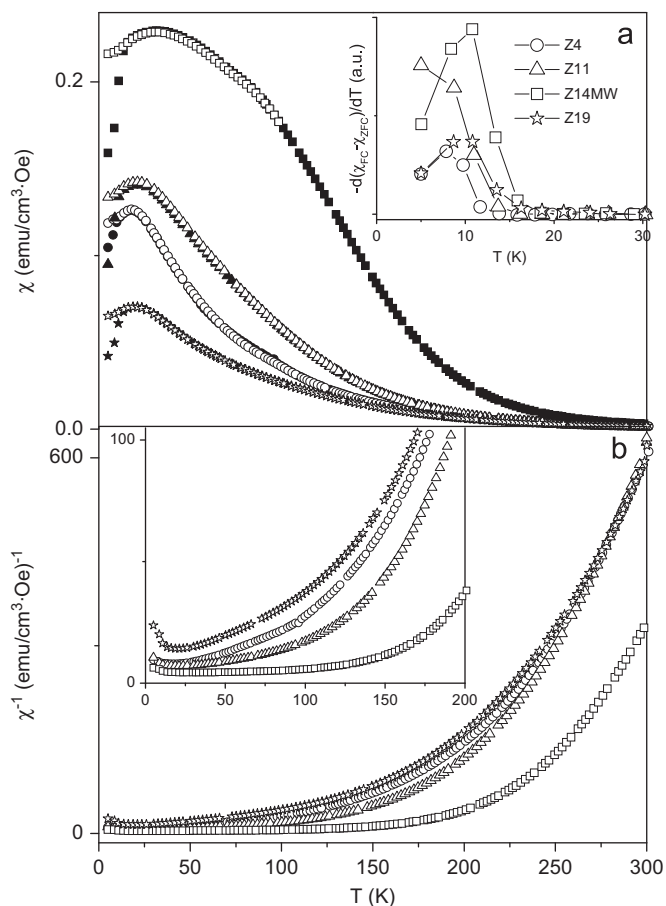 a
Z4
Z11
Z14MW
Z19
-d(χFC-χZFC)/dT (a.u.)
0 10 20 30
T (K)
0.2
0.0
χ (emu/cm³·Oe)
b
100
0
0 50 100 150 200
600
0
χ⁻¹ (emu/cm³·Oe)⁻¹
0 50 100 150 200 250 300
T (K)